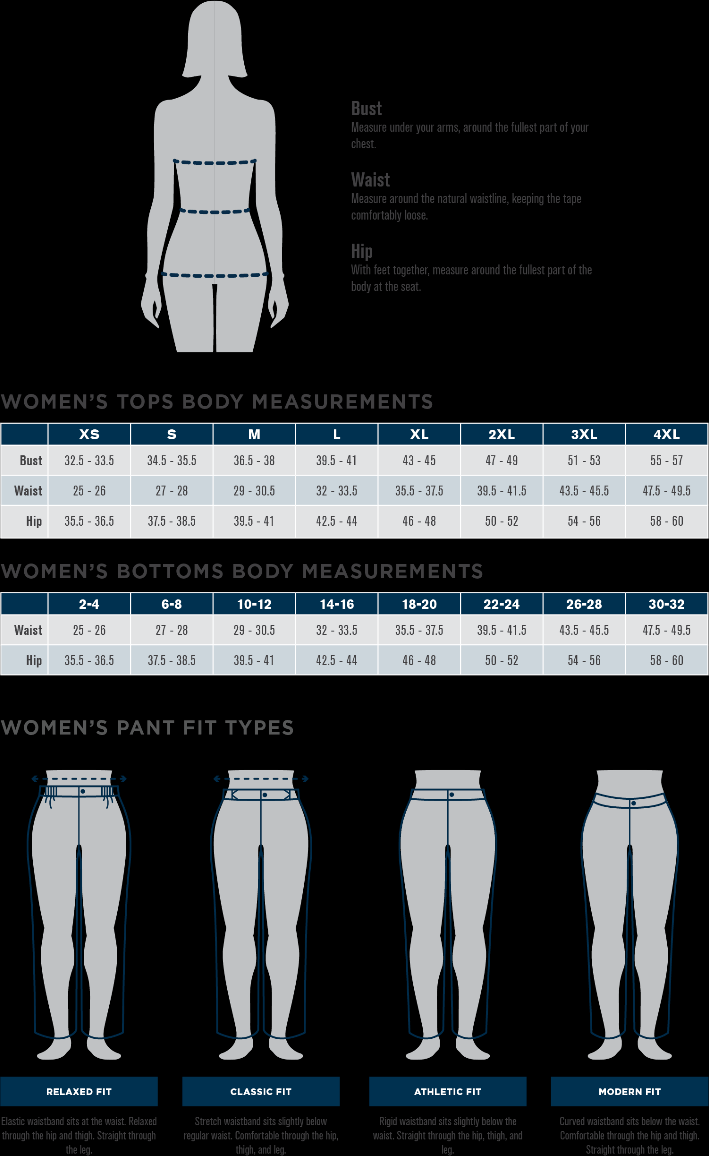 Bust
Measure under your arms, around the fullest part of your
chest.
Waist
Measure around the natural waistline, keeping the tape
comfortably loose.
Hip
With feet together, measure around the fullest part of the
body at the seat.
WOMEN'S TOPS BODY MEASUREMENTS
XS S M L XL 2XL 3XL 4XL
Bust 32.5 - 33.5 34.5 - 35.5 36.5 - 38 39.5 - 41 43 - 45 47 - 49 51 - 53 55 - 57
Waist 25 - 26 27 - 28 29 - 30.5 32 - 33.5 35.5 - 37.5 39.5 - 41.5 43.5 - 45.5 47.5 - 49.5
Hip 35.5 - 36.5 37.5 - 38.5 39.5 - 41 42.5 - 44 46 - 48 50 - 52 54 - 56 58 - 60
WOMEN'S BOTTOMS BODY MEASUREMENTS
2-4 6-8 10-12 14-16 18-20 22-24 26-28 30-32
Waist 25 - 26 27 - 28 29 - 30.5 32 - 33.5 35.5 - 37.5 39.5 - 41.5 43.5 - 45.5 47.5 - 49.5
Hip 35.5 - 36.5 37.5 - 38.5 39.5 - 41 42.5 - 44 46 - 48 50 - 52 54 - 56 58 - 60
WOMEN'S PANT FIT TYPES
RELAXED FIT
Elastic waistband sits at the waist. Relaxed
through the hip and thigh. Straight through
the leg.
CLASSIC FIT
Stretch waistband sits slightly below
regular waist. Comfortable through the hip,
thigh, and leg.
ATHLETIC FIT
Rigid waistband sits slightly below the
waist. Straight through the hip, thigh, and
leg.
MODERN FIT
Curved waistband sits below the waist.
Comfortable through the hip and thigh.
Straight through the leg.